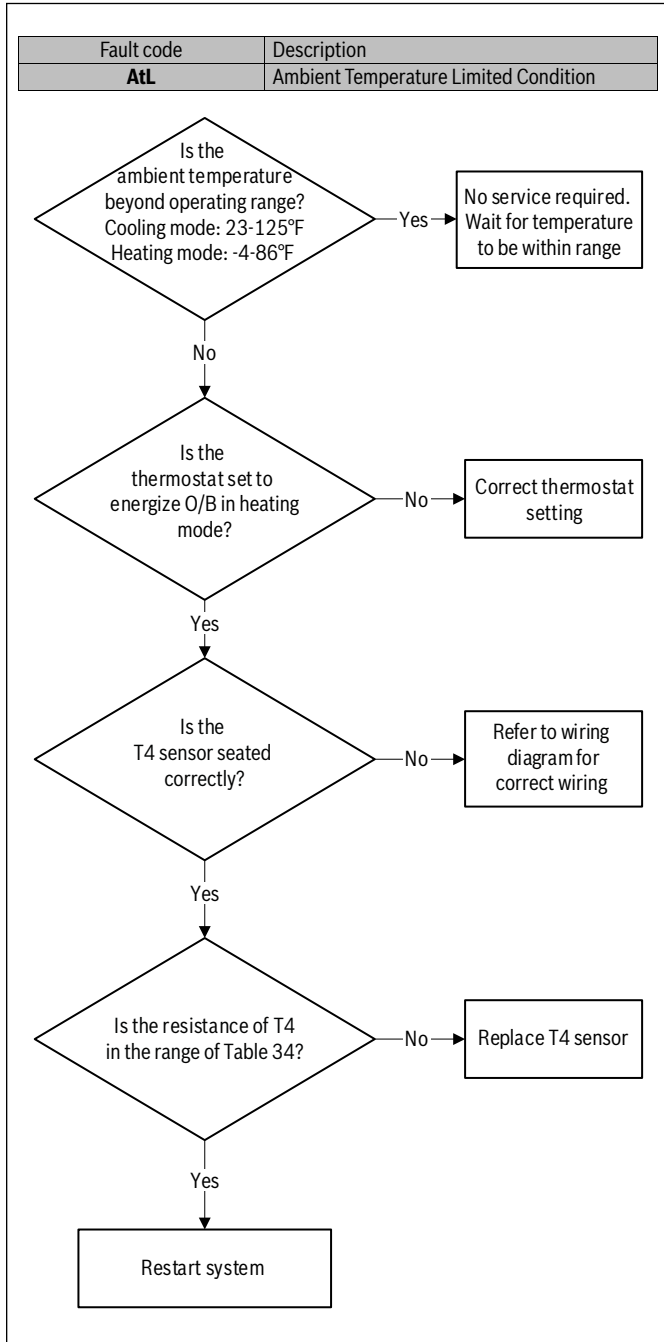 Fault code Description
AtL Ambient Temperature Limited Condition
Is the
ambient temperature
beyond operating range?
Cooling mode: 23-125°F
Heating mode: -4-86°F
Yes
No service required.
Wait for temperature
to be within range
No
Is the
thermostat set to
energize O/B in heating
mode?
No
Correct thermostat
setting
Yes
Is the
T4 sensor seated
correctly?
No
Refer to wiring
diagram for
correct wiring
Yes
Is the resistance of T4
in the range of Table 34?
No
Replace T4 sensor
Yes
Restart system